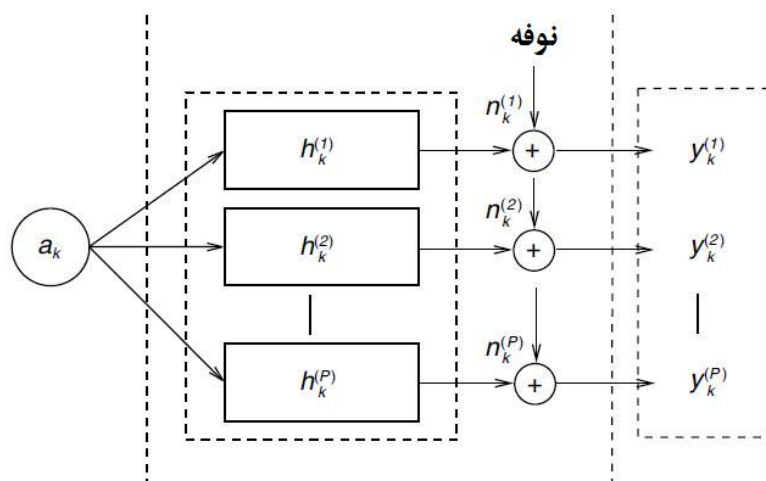 نوفه
n_k^{(1)}
h_k^{(1)} + y_k^{(1)}
n_k^{(2)}
a_k h_k^{(2)} + y_k^{(2)}
n_k^{(P)}
h_k^{(P)} + y_k^{(P)}